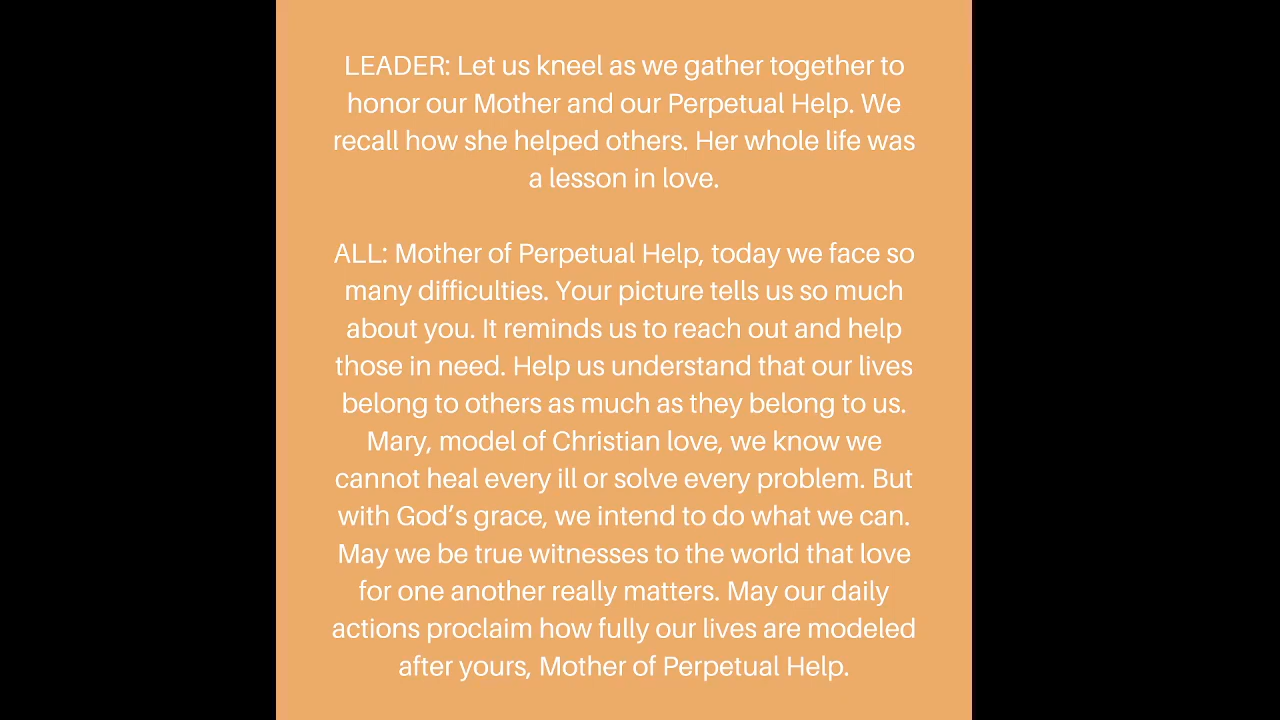 LEADER: Let us kneel as we gather together to
honor our Mother and our Perpetual Help. We
recall how she helped others. Her whole life was
a lesson in love.
ALL: Mother of Perpetual Help, today we face so
many difficulties. Your picture tells us so much
about you. It reminds us to reach out and help
those in need. Help us understand that our lives
belong to others as much as they belong to us.
Mary, model of Christian love, we know we
cannot heal every ill or solve every problem. But
with God’s grace, we intend to do what we can.
May we be true witnesses to the world that love
for one another really matters. May our daily
actions proclaim how fully our lives are modeled
after yours, Mother of Perpetual Help.